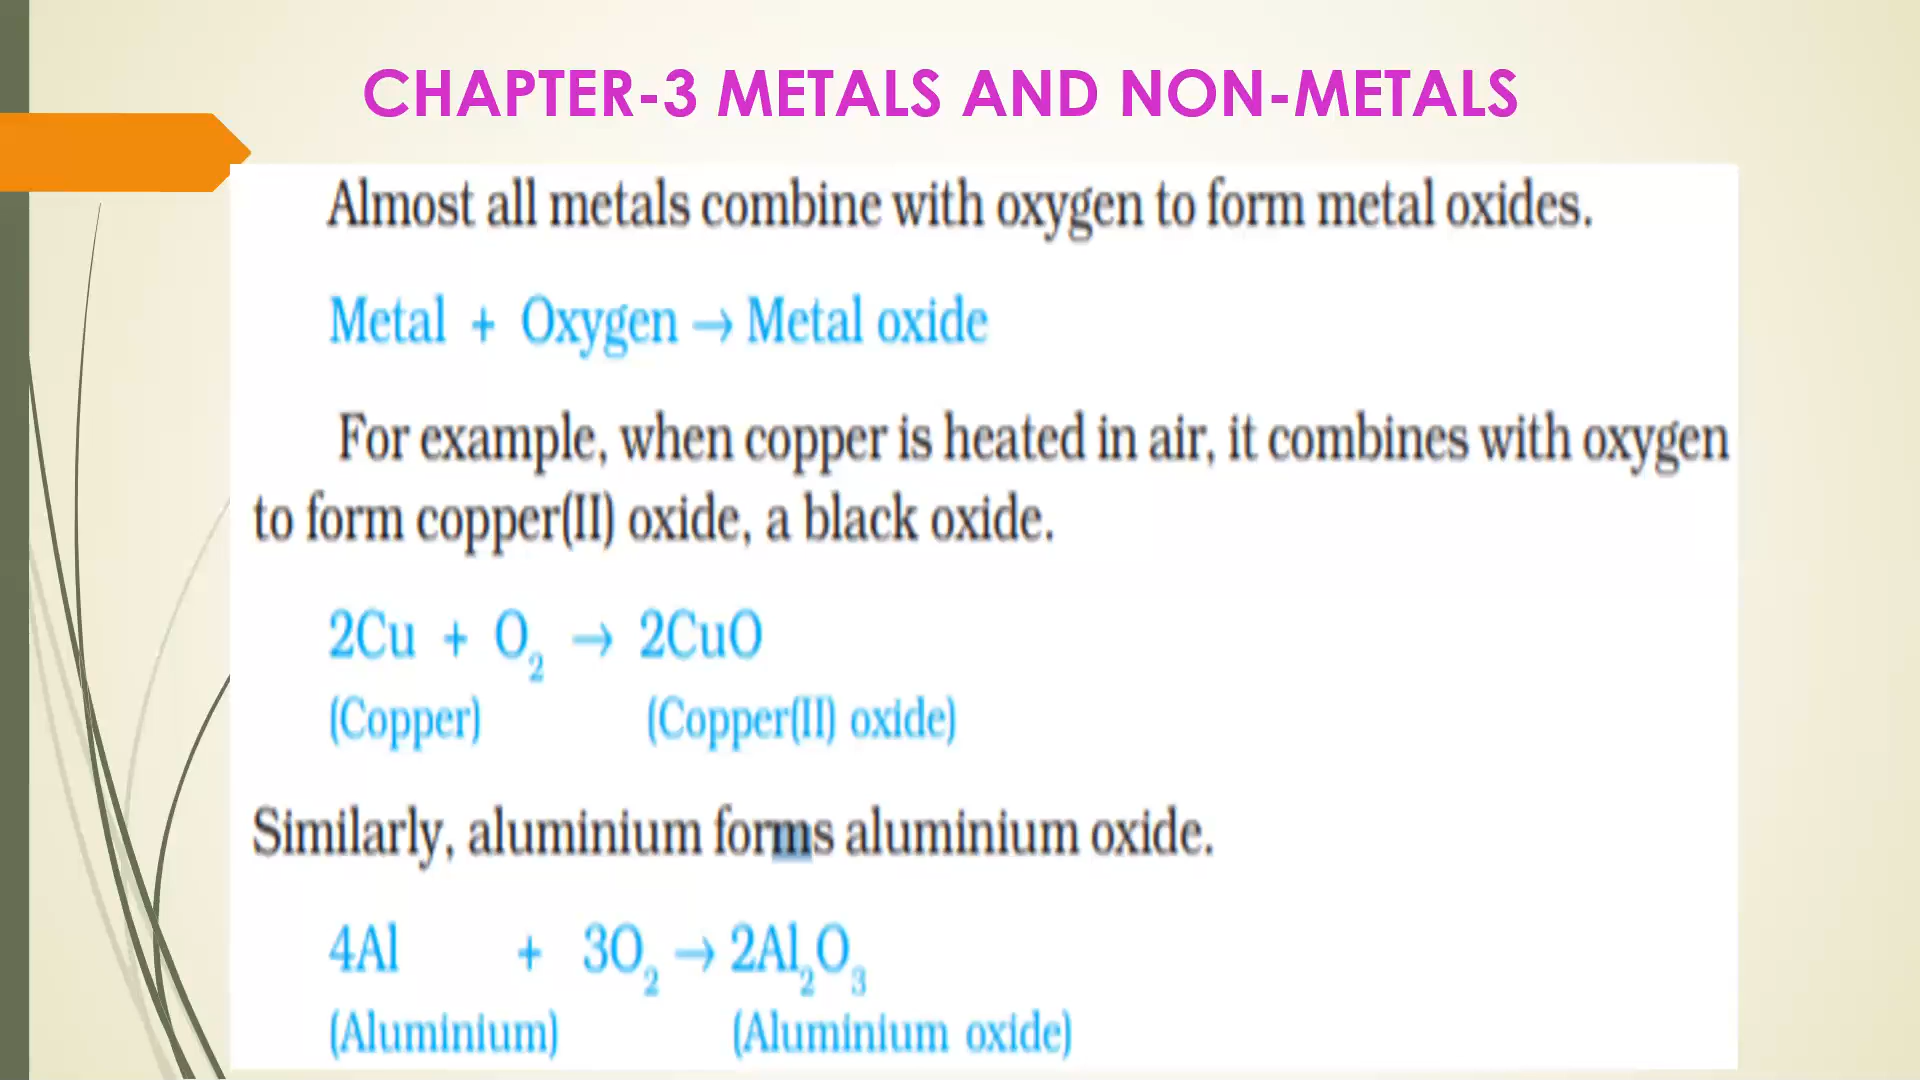 CHAPTER-3 METALS AND NON-METALS
Almost all metals combine with oxygen to form metal oxides.
Metal + Oxygen → Metal oxide
For example, when copper is heated in air, it combines with oxygen
to form copper(II) oxide, a black oxide.
2Cu + O₂ → 2CuO
(Copper) (Copper(II) oxide)
Similarly, aluminium forms aluminium oxide.
4Al + 3O₂ → 2Al₂O₃
(Aluminium) (Aluminium oxide)